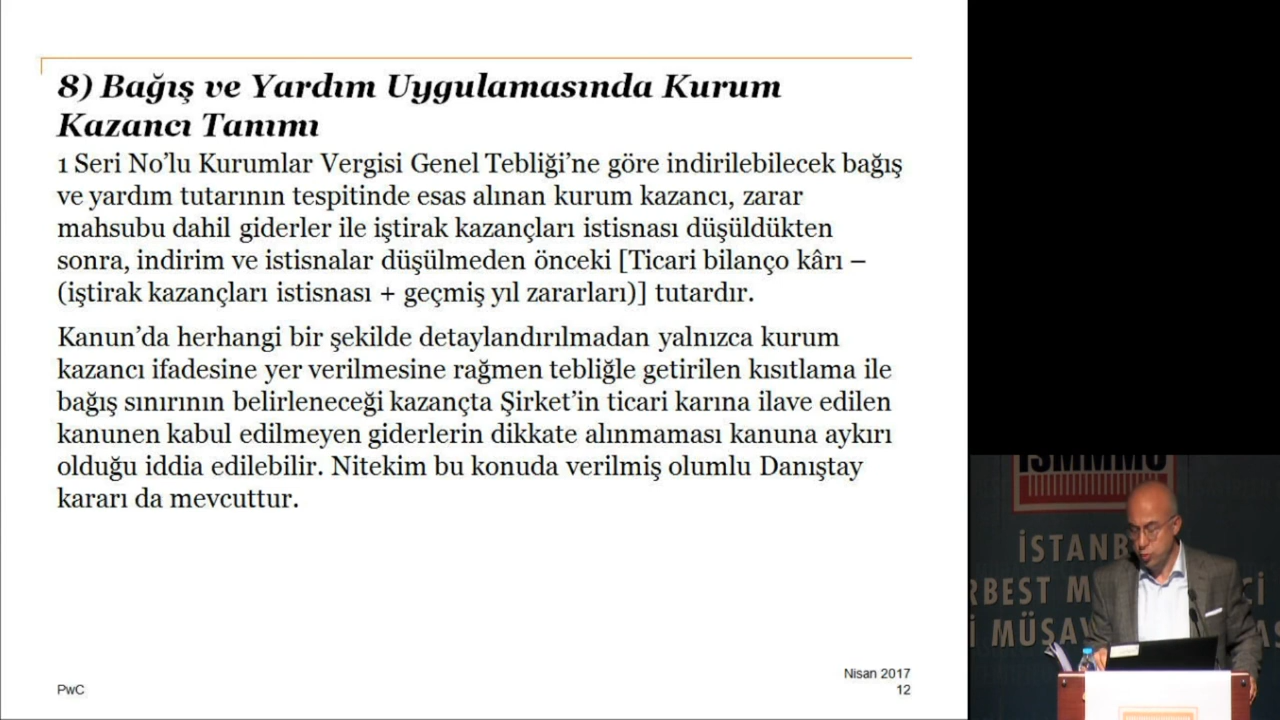 8) Bağış ve Yardım Uygulamasında Kurum
Kazancı Tanımı
1 Seri No'lu Kurumlar Vergisi Genel Tebliği'ne göre indirilebilecek bağış
ve yardım tutarının tespitinde esas alınan kurum kazancı, zarar
mahsubu dahil giderler ile iştirak kazançları istisnası düşüldükten
sonra, indirim ve istisnalar düşülmeden önceki [Ticari bilanço kârı –
(iştirak kazançları istisnası + geçmiş yıl zararları)] tutardır.
Kanun'da herhangi bir şekilde detaylandırılmadan yalnızca kurum
kazancı ifadesine yer verilmesine rağmen tebliğle getirilen kısıtlama ile
bağış sınırının belirleneceği kazançta Şirket'in ticari karına ilave edilen
kanunen kabul edilmeyen giderlerin dikkate alınmaması kanuna aykırı
olduğu iddia edilebilir. Nitekim bu konuda verilmiş olumlu Danıştay
kararı da mevcuttur.
Nisan 2017
PwC 12
İSMMMO
İSTANB
RBEST M Cİ
İ MÜŞAV AS